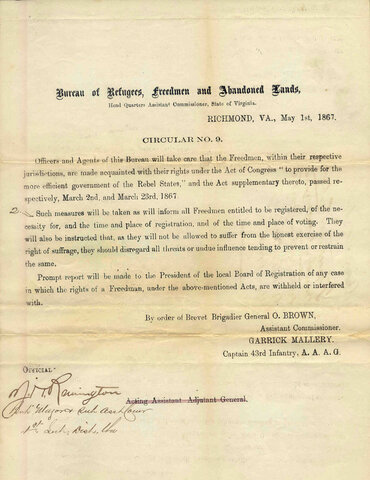 Bureau of Refugees, Freedmen and Abandoned Lands,
Head Quarters Assistant Commissioner, State of Virginia.
RICHMOND, VA., May 1st, 1867.
CIRCULAR NO. 9.
Officers and Agents of this Bureau will take care that the Freedmen, within their respective
jurisdictions, are made acquainted with their rights under the Act of Congress "to provide for the
more efficient government of the Rebel States," and the Act supplementary thereto, passed re-
spectively, March 2nd, and March 23rd, 1867
2 Such measures will be taken as will inform all Freedmen entitled to be registered, of the ne-
cessity for, and the time and place of registration, and of the time and place of voting. They
will also be instructed that, as they will not be allowed to suffer from the honest exercise of the
right of suffrage, they should disregard all threats or undue influence tending to prevent or restrain
the same.
Prompt report will be made to the President of the local Board of Registration of any case
in which the rights of a Freedman, under the above-mentioned Acts, are withheld or interfered
with.
By order of Brevet Brigadier General O. BROWN,
Assistant Commissioner.
GARRICK MALLERY,
Captain 43rd Infantry, A. A. A. G.
OFFICIAL:
Remington
Acting Assistant Adjutant General.
1st Dist. Va